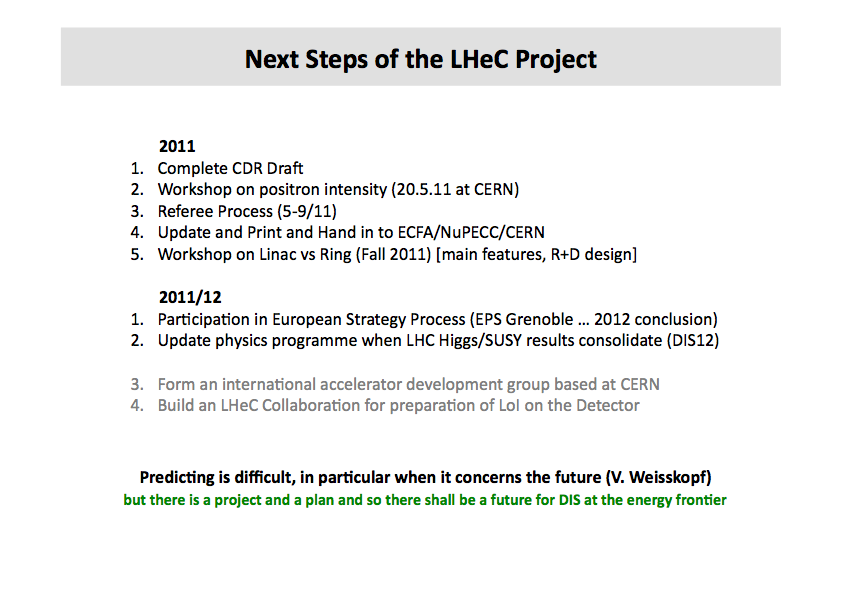 Next Steps of the LHeC Project
2011
1. Complete CDR Draft
2. Workshop on positron intensity (20.5.11 at CERN)
3. Referee Process (5-9/11)
4. Update and Print and Hand in to ECFA/NuPECC/CERN
5. Workshop on Linac vs Ring (Fall 2011) [main features, R+D design]
2011/12
1. Participation in European Strategy Process (EPS Grenoble ... 2012 conclusion)
2. Update physics programme when LHC Higgs/SUSY results consolidate (DIS12)
3. Form an international accelerator development group based at CERN
4. Build an LHeC Collaboration for preparation of LoI on the Detector
Predicting is difficult, in particular when it concerns the future (V. Weisskopf)
but there is a project and a plan and so there shall be a future for DIS at the energy frontier